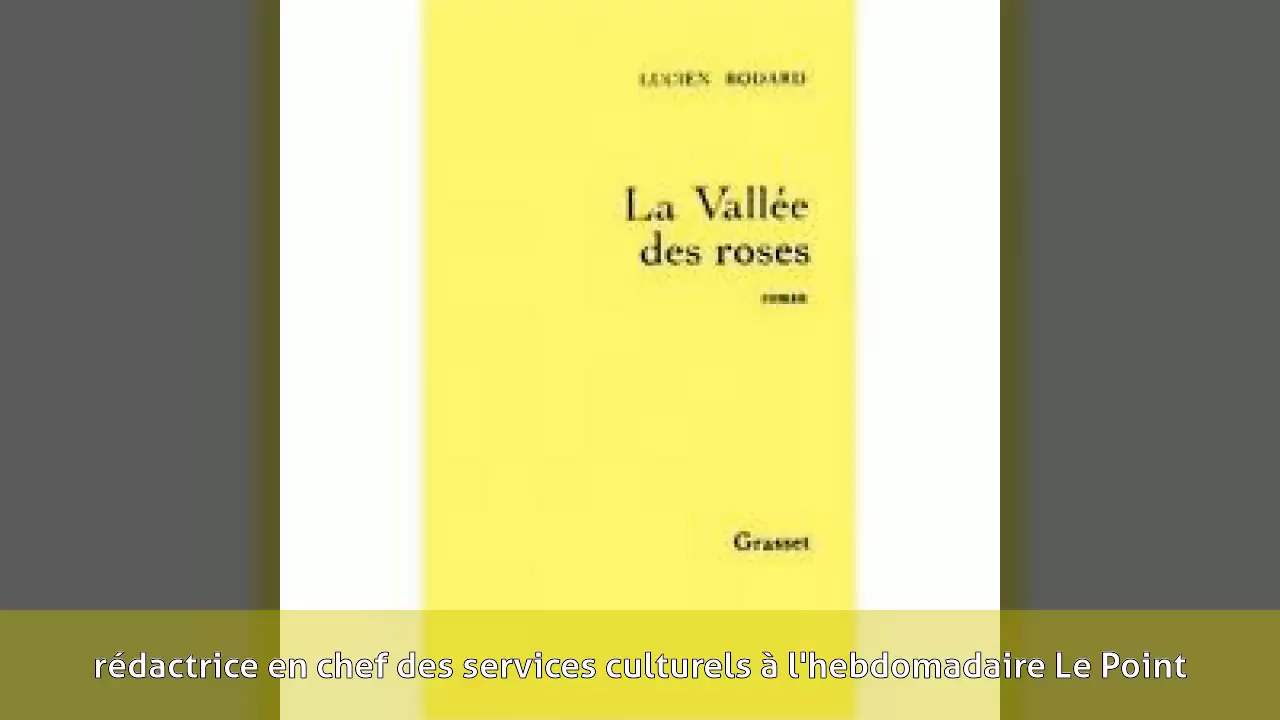 LUCIEN BODARD
La Vallée
des roses
roman
Grasset
rédactrice en chef des services culturels à l'hebdomadaire Le Point